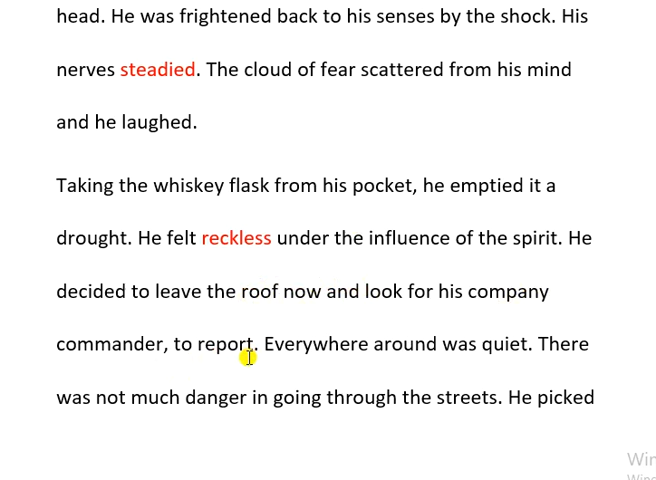 head. He was frightened back to his senses by the shock. His
nerves steadied. The cloud of fear scattered from his mind
and he laughed.
Taking the whiskey flask from his pocket, he emptied it a
drought. He felt reckless under the influence of the spirit. He
decided to leave the roof now and look for his company
commander, to report. Everywhere around was quiet. There
was not much danger in going through the streets. He picked